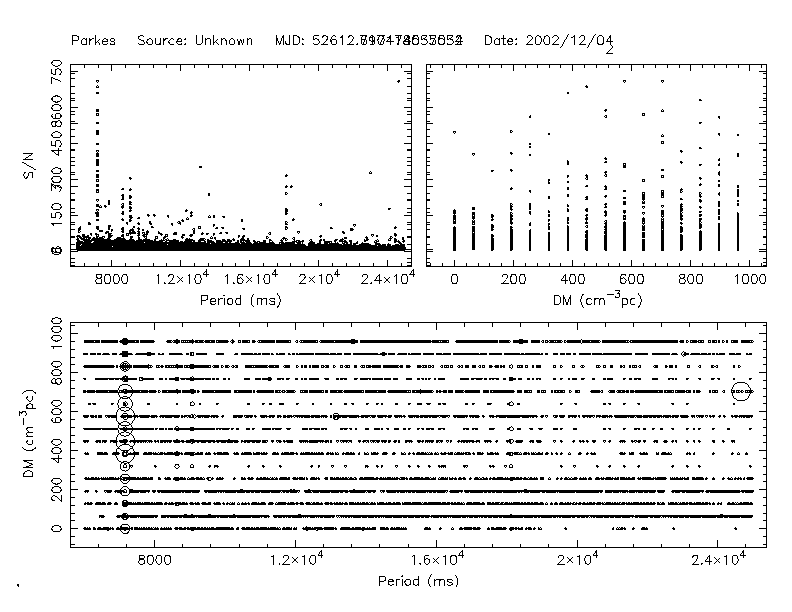 Parkes Source: Unknown MJD: Date: 2002/12/04
2
S/N
750
600
450
300
150
8000 1.2×10⁴ 1.6×10⁴ 2×10⁴ 2.4×10⁴
Period (ms)
0 200 400 600 800 1000
DM (cm⁻³pc)
DM (cm⁻³pc)
1000
800
600
400
200
0
8000 1.2×10⁴ 1.6×10⁴ 2×10⁴ 2.4×10⁴
Period (ms)